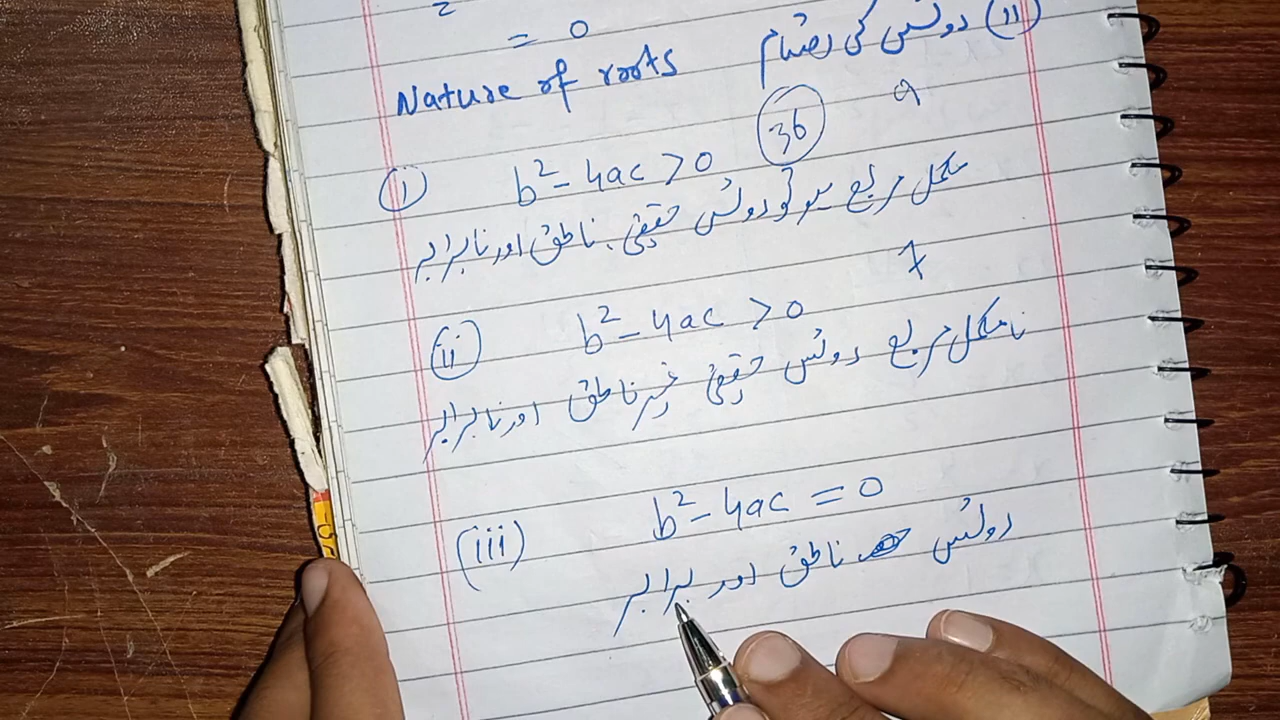 2
= 0
Nature of roots (ii) روٹس کی اقسام
36 9
(i) b²-4ac > 0
مکمل مربع ہو تو روٹس حقیقی، ناطق اور نابرابر
7
(ii) b²-4ac > 0
نامکمل مربع روٹس حقیقی غیر ناطق اور نابرابر
(iii) b²-4ac = 0
روٹس ناطق اور برابر